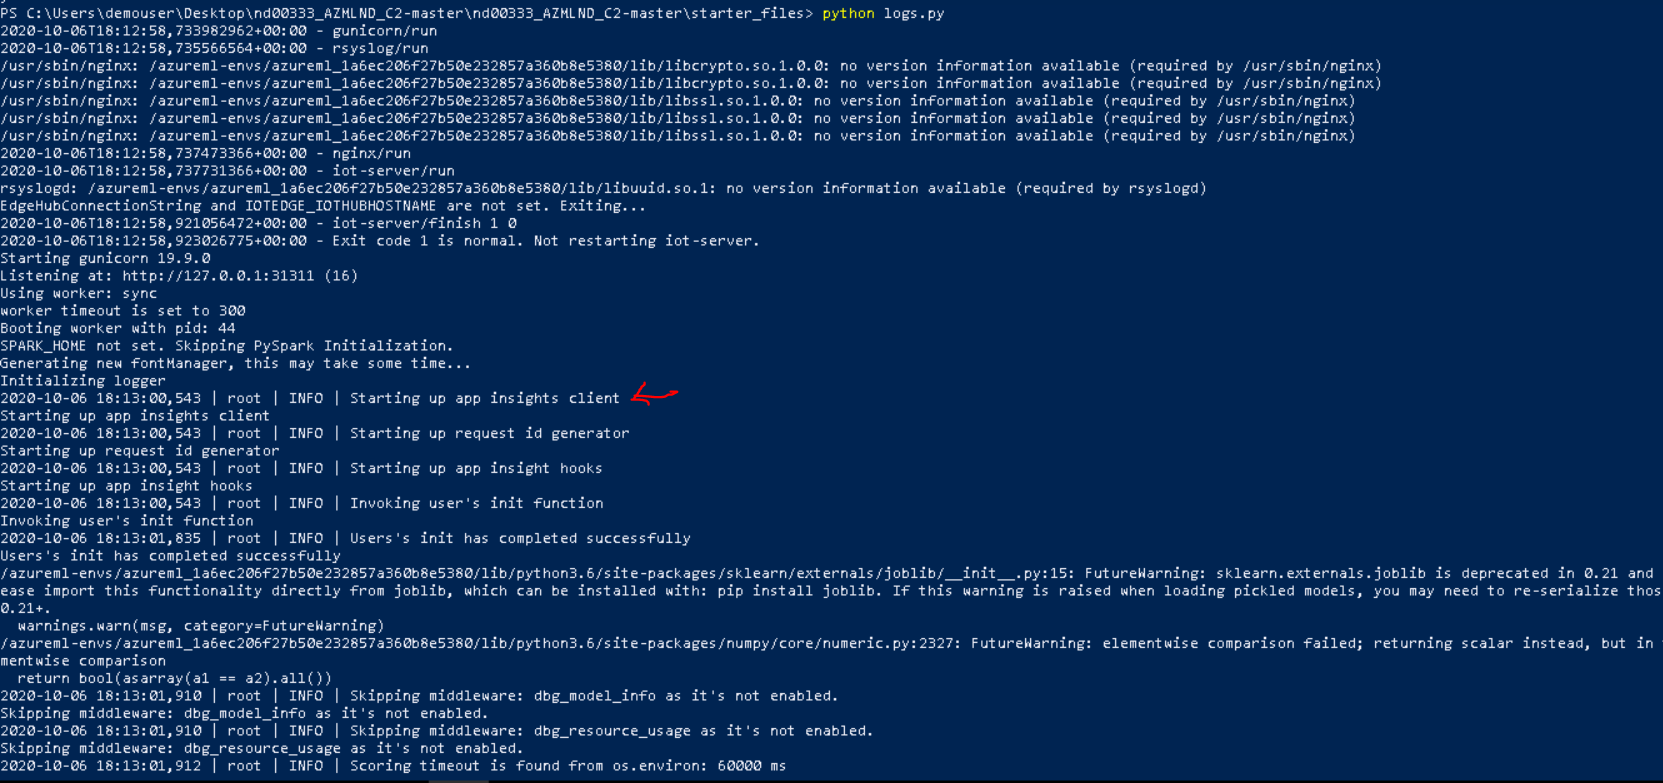 PS C:\Users\demouser\Desktop\nd00333_AZMLND_C2-master\nd00333_AZMLND_C2-master\starter_files> python logs.py
2020-10-06T18:12:58,733982962+00:00 - gunicorn/run
2020-10-06T18:12:58,735566564+00:00 - rsyslog/run
/usr/sbin/nginx: /azureml-envs/azureml_1a6ec206f27b50e232857a360b8e5380/lib/libcrypto.so.1.0.0: no version information available (required by /usr/sbin/nginx)
/usr/sbin/nginx: /azureml-envs/azureml_1a6ec206f27b50e232857a360b8e5380/lib/libcrypto.so.1.0.0: no version information available (required by /usr/sbin/nginx)
/usr/sbin/nginx: /azureml-envs/azureml_1a6ec206f27b50e232857a360b8e5380/lib/libssl.so.1.0.0: no version information available (required by /usr/sbin/nginx)
/usr/sbin/nginx: /azureml-envs/azureml_1a6ec206f27b50e232857a360b8e5380/lib/libssl.so.1.0.0: no version information available (required by /usr/sbin/nginx)
/usr/sbin/nginx: /azureml-envs/azureml_1a6ec206f27b50e232857a360b8e5380/lib/libssl.so.1.0.0: no version information available (required by /usr/sbin/nginx)
2020-10-06T18:12:58,737473366+00:00 - nginx/run
2020-10-06T18:12:58,737731366+00:00 - iot-server/run
rsyslogd: /azureml-envs/azureml_1a6ec206f27b50e232857a360b8e5380/lib/libuuid.so.1: no version information available (required by rsyslogd)
EdgeHubConnectionString and IOTEDGE_IOTHUBHOSTNAME are not set. Exiting...
2020-10-06T18:12:58,921056472+00:00 - iot-server/finish 1 0
2020-10-06T18:12:58,923026775+00:00 - Exit code 1 is normal. Not restarting iot-server.
Starting gunicorn 19.9.0
Listening at: http://127.0.0.1:31311 (16)
Using worker: sync
worker timeout is set to 300
Booting worker with pid: 44
SPARK_HOME not set. Skipping PySpark Initialization.
Generating new fontManager, this may take some time...
Initializing logger
2020-10-06 18:13:00,543 | root | INFO | Starting up app insights client
Starting up app insights client
2020-10-06 18:13:00,543 | root | INFO | Starting up request id generator
Starting up request id generator
2020-10-06 18:13:00,543 | root | INFO | Starting up app insight hooks
Starting up app insight hooks
2020-10-06 18:13:00,543 | root | INFO | Invoking user's init function
Invoking user's init function
2020-10-06 18:13:01,835 | root | INFO | Users's init has completed successfully
Users's init has completed successfully
/azureml-envs/azureml_1a6ec206f27b50e232857a360b8e5380/lib/python3.6/site-packages/sklearn/externals/joblib/__init__.py:15: FutureWarning: sklearn.externals.joblib is deprecated in 0.21 and
ease import this functionality directly from joblib, which can be installed with: pip install joblib. If this warning is raised when loading pickled models, you may need to re-serialize thos
0.21+.
warnings.warn(msg, category=FutureWarning)
/azureml-envs/azureml_1a6ec206f27b50e232857a360b8e5380/lib/python3.6/site-packages/numpy/core/numeric.py:2327: FutureWarning: elementwise comparison failed; returning scalar instead, but in
mentwise comparison
return bool(asarray(a1 == a2).all())
2020-10-06 18:13:01,910 | root | INFO | Skipping middleware: dbg_model_info as it's not enabled.
Skipping middleware: dbg_model_info as it's not enabled.
2020-10-06 18:13:01,910 | root | INFO | Skipping middleware: dbg_resource_usage as it's not enabled.
Skipping middleware: dbg_resource_usage as it's not enabled.
2020-10-06 18:13:01,912 | root | INFO | Scoring timeout is found from os.environ: 60000 ms